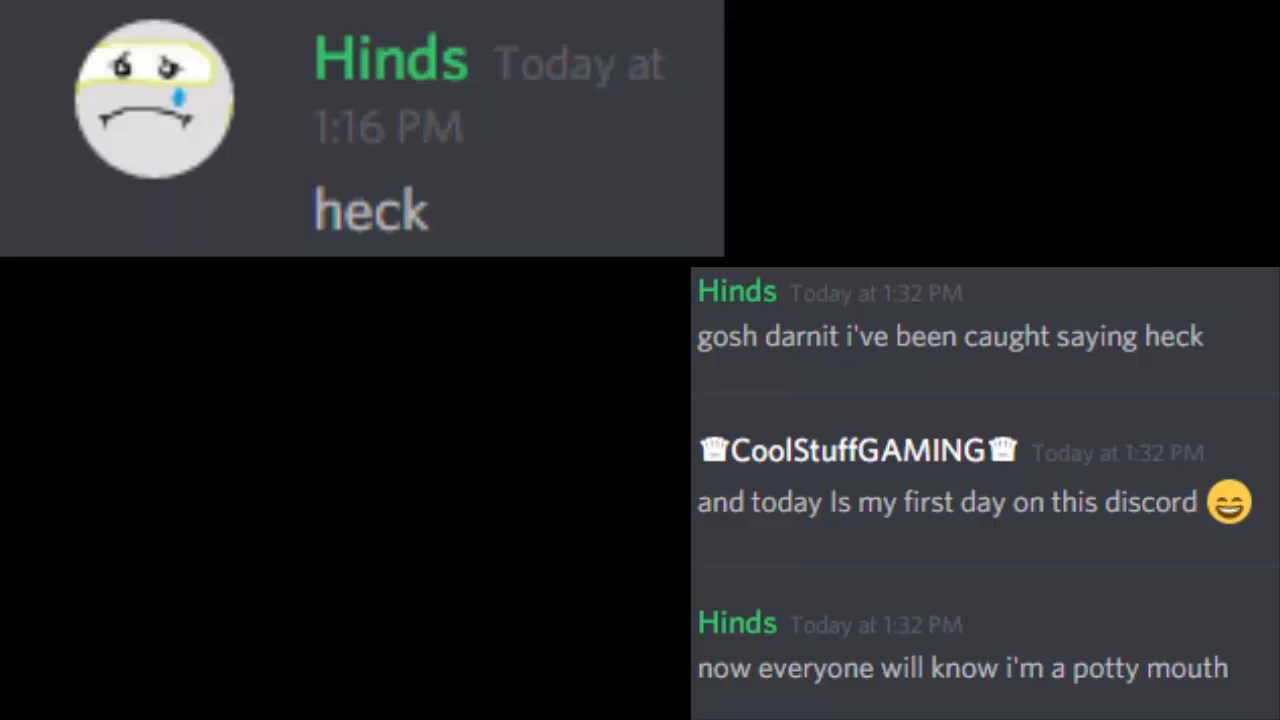 Hinds Today at
1:16 PM
heck
Hinds Today at 1:32 PM
gosh darnit i've been caught saying heck
CoolStuffGAMING Today at 1:32 PM
and today Is my first day on this discord 😄
Hinds Today at 1:32 PM
now everyone will know i'm a potty mouth